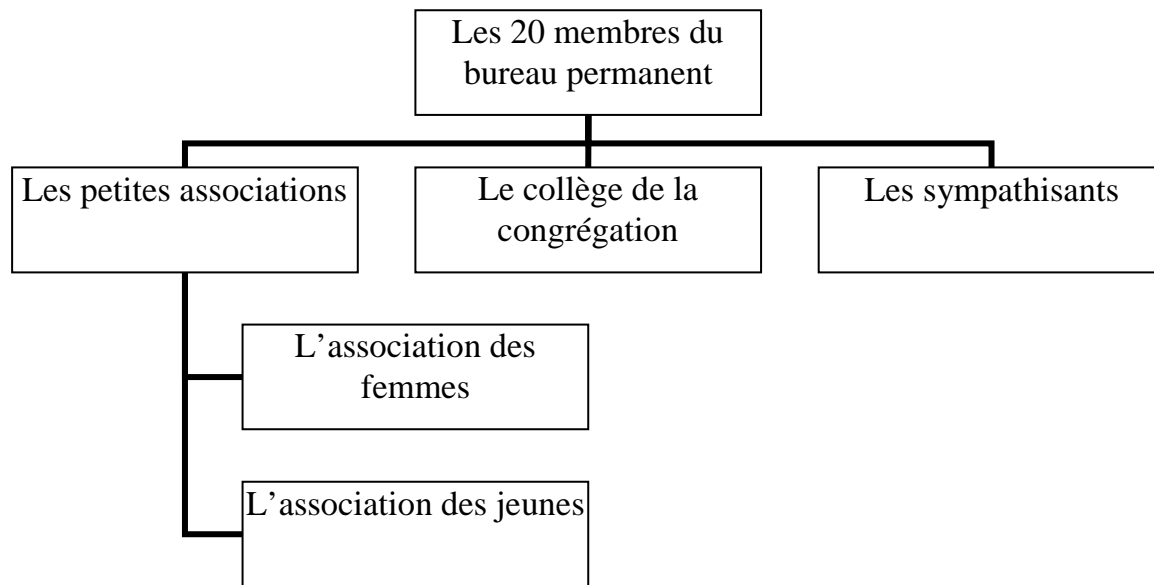 Les 20 membres du
bureau permanent
Les petites associations
Le collège de la
congrégation
Les sympathisants
L’association des
femmes
L’association des jeunes